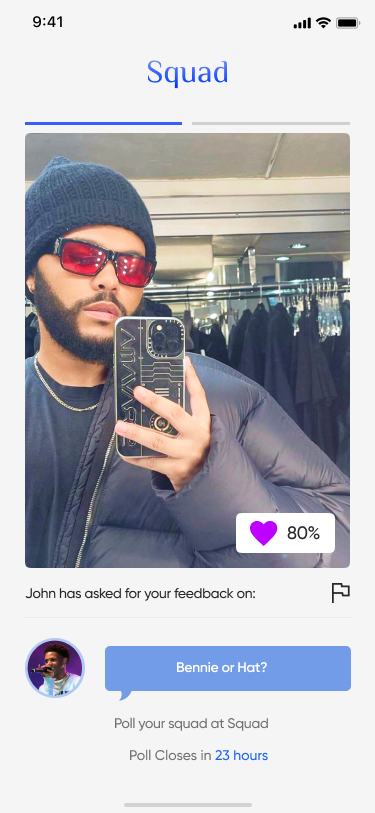 9:41
Squad
80%
John has asked for your feedback on:
Bennie or Hat?
Poll your squad at Squad
Poll Closes in 23 hours